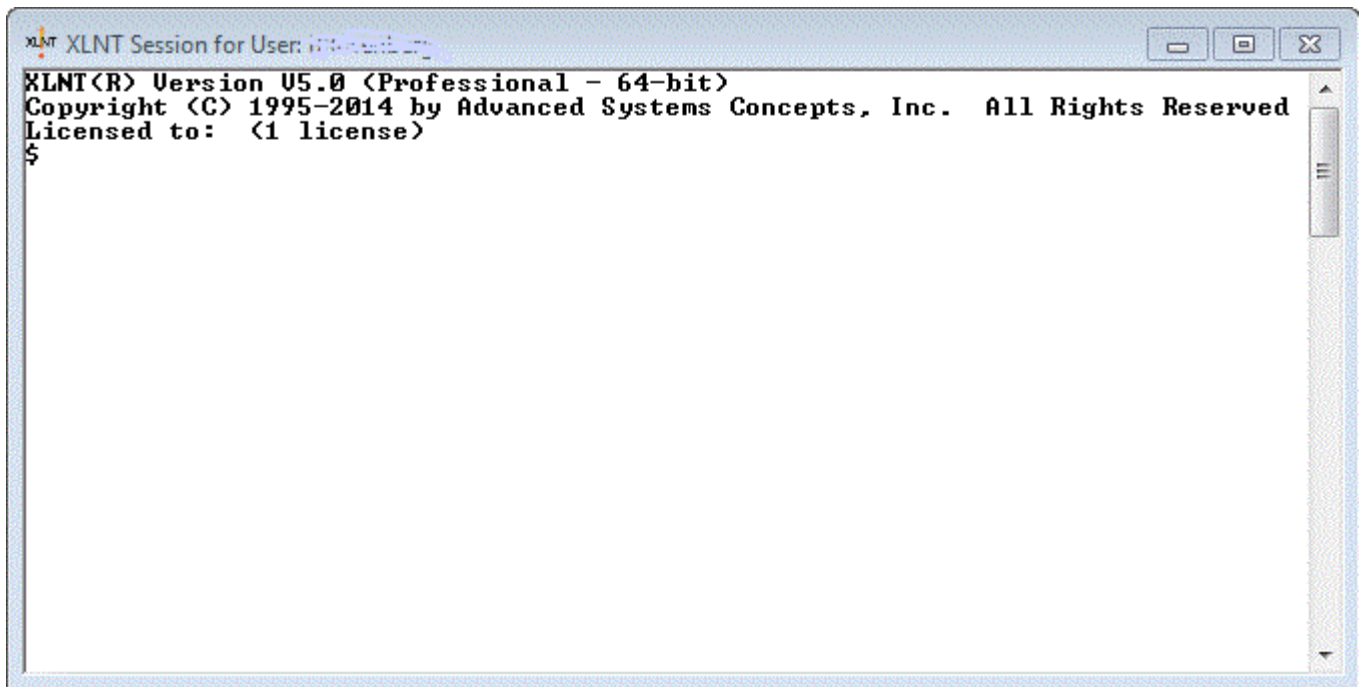 XLNT XLNT Session for User:
XLNT(R) Version V5.0 (Professional - 64-bit)
Copyright (C) 1995-2014 by Advanced Systems Concepts, Inc. All Rights Reserved
Licensed to: (1 license)
$